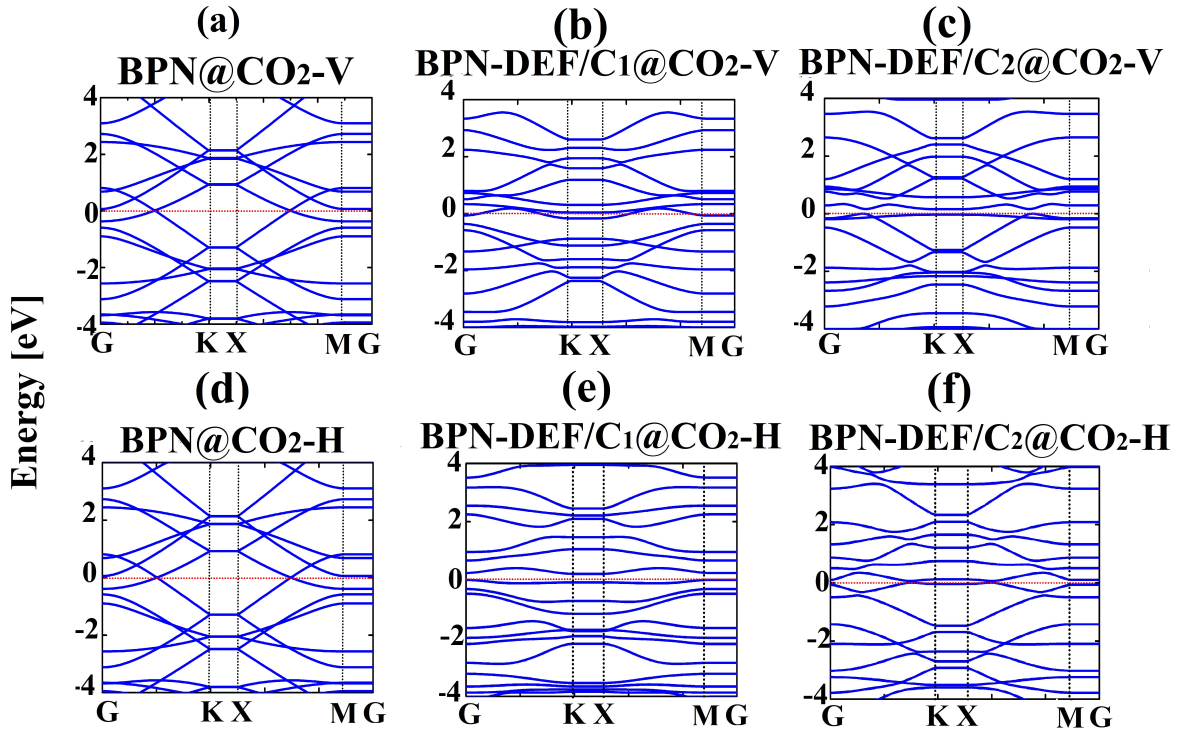 (a)
BPN@CO2-V
4
2
0
-2
-4
G K X M G
(b)
BPN-DEF/C1@CO2-V
4
2
0
-2
-4
G K X M G
(c)
BPN-DEF/C2@CO2-V
4
2
0
-2
-4
G K X M G
Energy [eV]
(d)
BPN@CO2-H
4
2
0
-2
-4
G K X M G
(e)
BPN-DEF/C1@CO2-H
4
2
0
-2
-4
G K X M G
(f)
BPN-DEF/C2@CO2-H
4
2
0
-2
-4
G K X M G